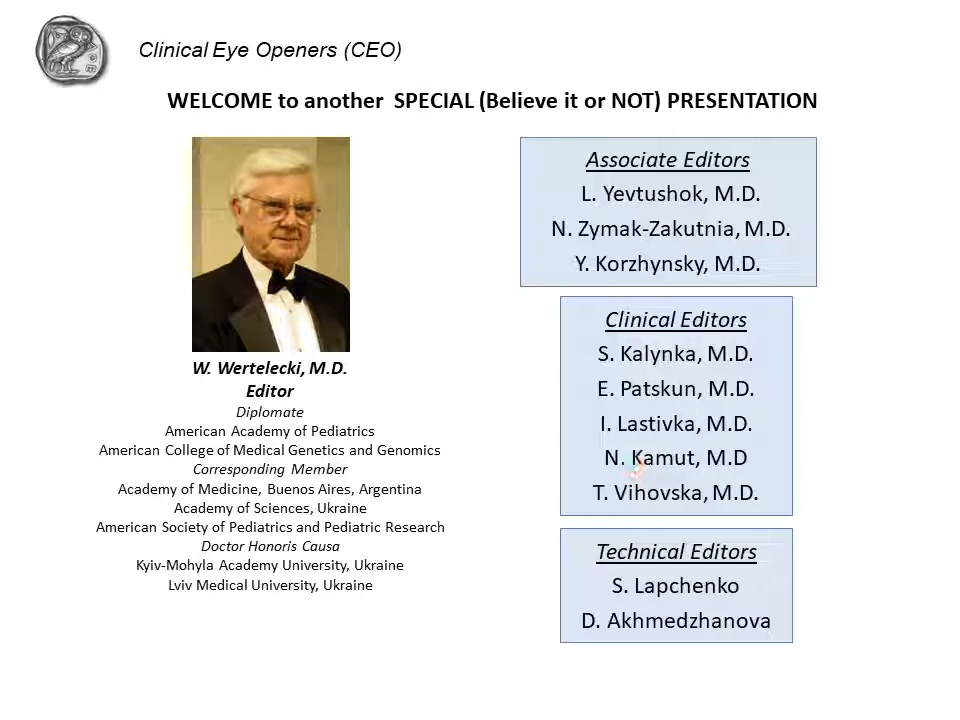 Clinical Eye Openers (CEO)
WELCOME to another SPECIAL (Believe it or NOT) PRESENTATION
W. Wertelecki, M.D.
Editor
Diplomate
American Academy of Pediatrics
American College of Medical Genetics and Genomics
Corresponding Member
Academy of Medicine, Buenos Aires, Argentina
Academy of Sciences, Ukraine
American Society of Pediatrics and Pediatric Research
Doctor Honoris Causa
Kyiv-Mohyla Academy University, Ukraine
Lviv Medical University, Ukraine
Associate Editors
L. Yevtushok, M.D.
N. Zymak-Zakutnia, M.D.
Y. Korzhynsky, M.D.
Clinical Editors
S. Kalynka, M.D.
E. Patskun, M.D.
I. Lastivka, M.D.
N. Kamut, M.D
T. Vihovska, M.D.
Technical Editors
S. Lapchenko
D. Akhmedzhanova